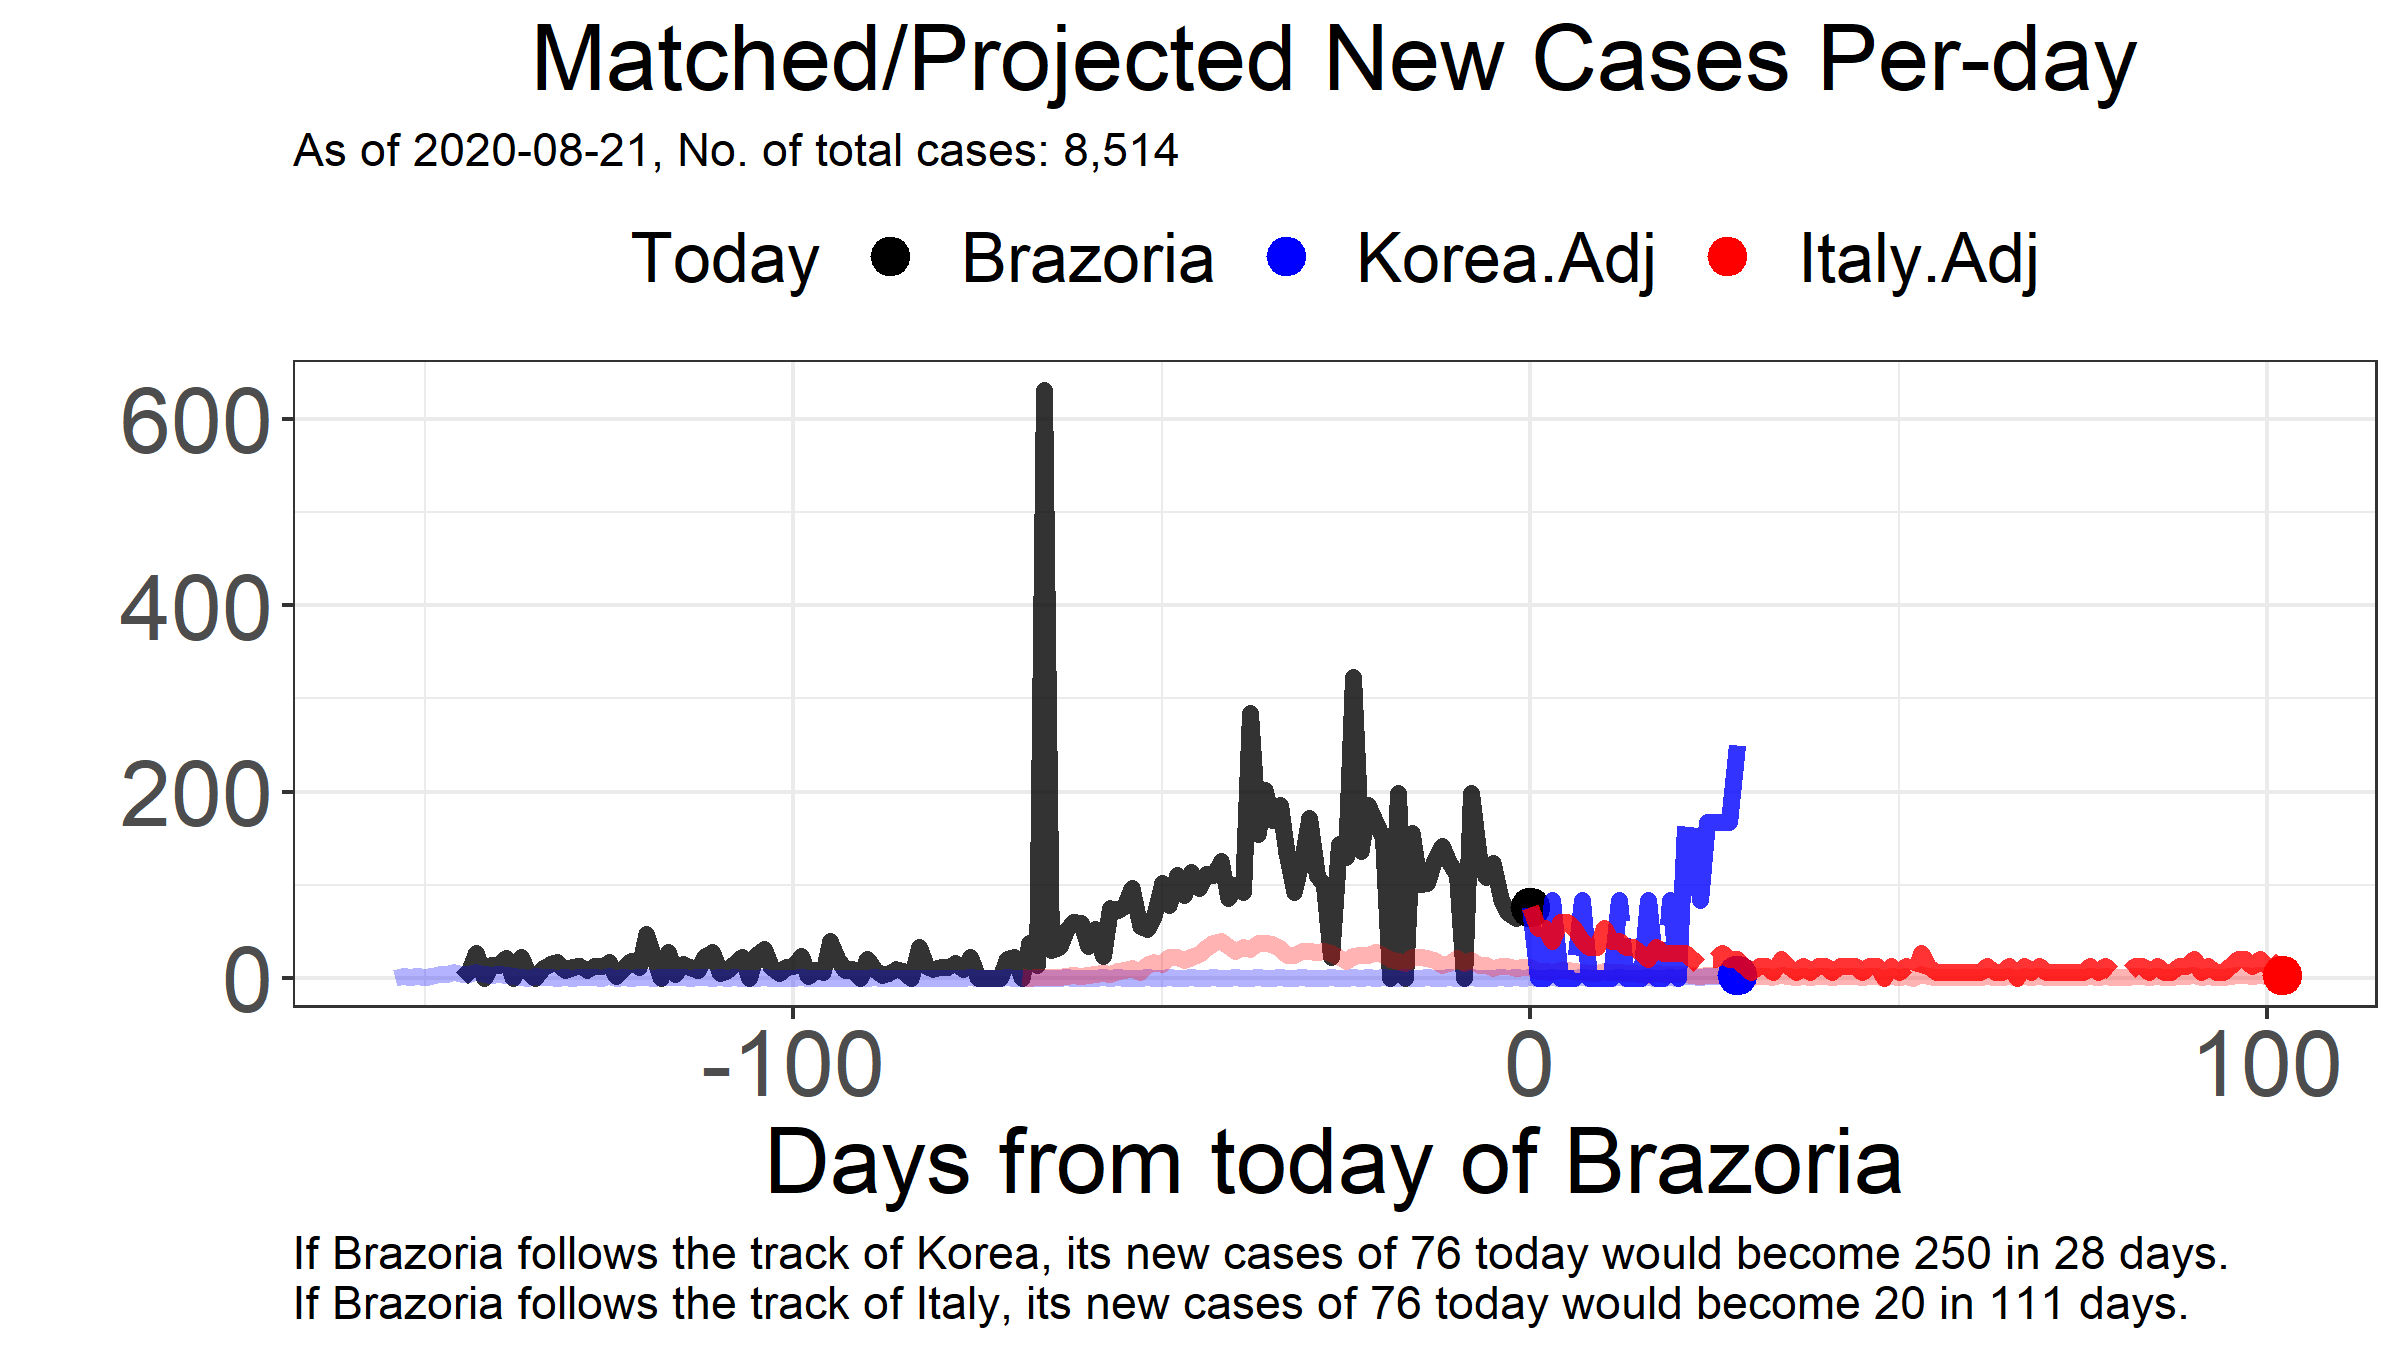 Matched/Projected New Cases Per-day
As of 2020-08-21, No. of total cases: 8,514
Today Brazoria Korea.Adj Italy.Adj
600
400
200
0
-100 0 100
Days from today of Brazoria
If Brazoria follows the track of Korea, its new cases of 76 today would become 250 in 28 days.
If Brazoria follows the track of Italy, its new cases of 76 today would become 20 in 111 days.